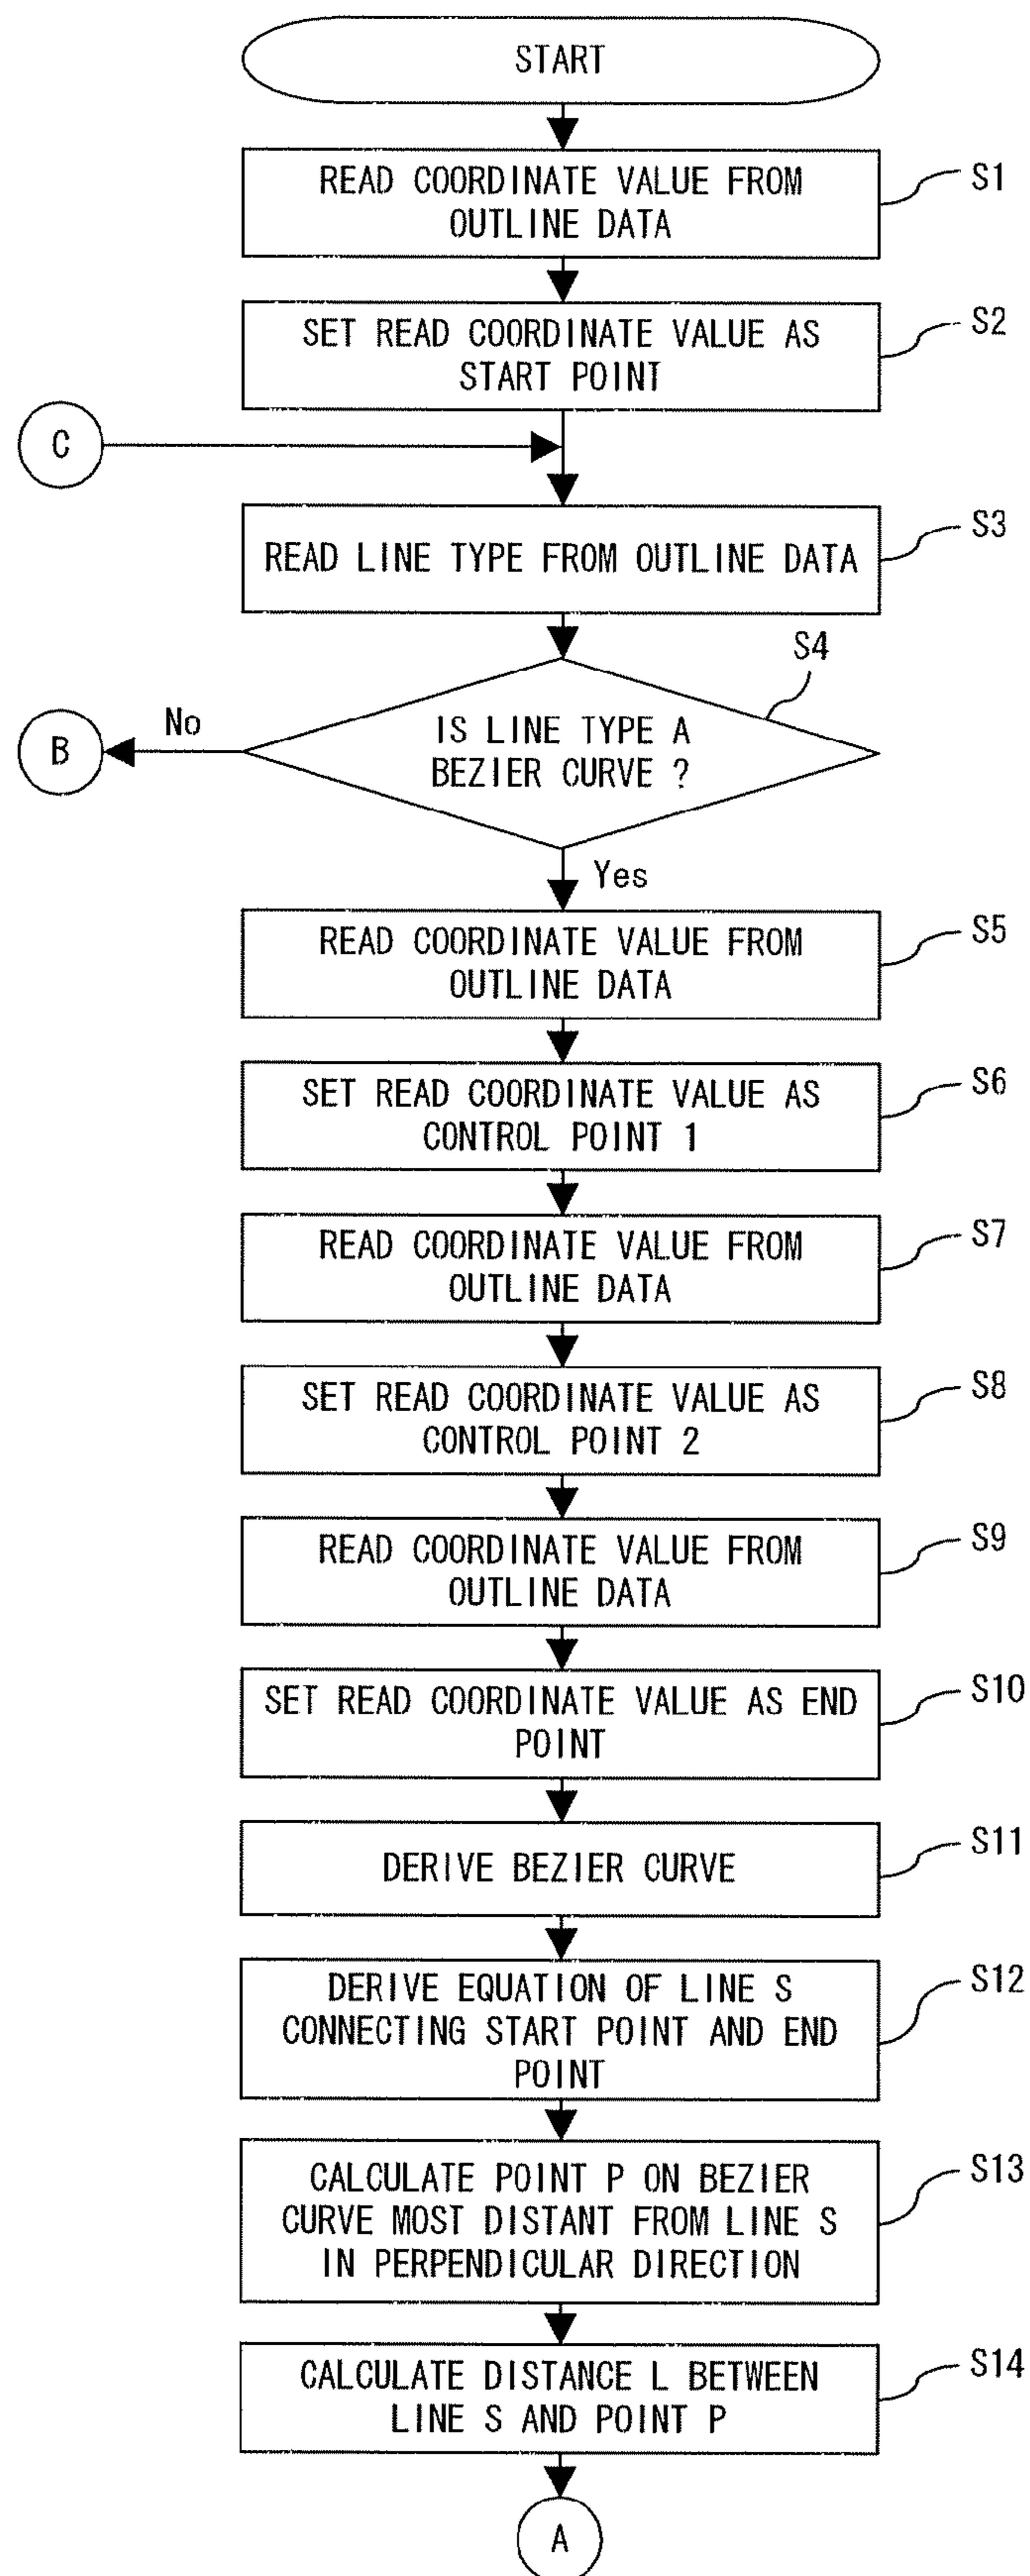 START
READ COORDINATE VALUE FROM
OUTLINE DATA
S1
SET READ COORDINATE VALUE AS
START POINT
S2
C
READ LINE TYPE FROM OUTLINE DATA
S3
S4
IS LINE TYPE A
BEZIER CURVE ?
No
B
Yes
READ COORDINATE VALUE FROM
OUTLINE DATA
S5
SET READ COORDINATE VALUE AS
CONTROL POINT 1
S6
READ COORDINATE VALUE FROM
OUTLINE DATA
S7
SET READ COORDINATE VALUE AS
CONTROL POINT 2
S8
READ COORDINATE VALUE FROM
OUTLINE DATA
S9
SET READ COORDINATE VALUE AS END
POINT
S10
DERIVE BEZIER CURVE
S11
DERIVE EQUATION OF LINE S
CONNECTING START POINT AND END
POINT
S12
CALCULATE POINT P ON BEZIER
CURVE MOST DISTANT FROM LINE S
IN PERPENDICULAR DIRECTION
S13
CALCULATE DISTANCE L BETWEEN
LINE S AND POINT P
S14
A